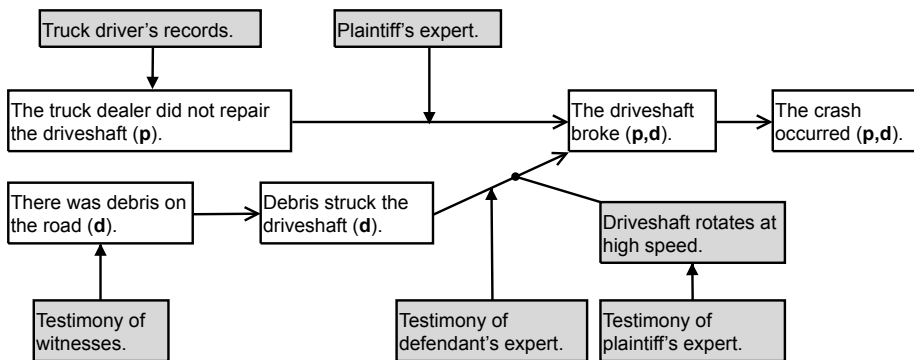 Truck driver's records.
Plaintiff's expert.
The truck dealer did not repair
the driveshaft (p).
The driveshaft
broke (p,d).
The crash
occurred (p,d).
There was debris on
the road (d).
Debris struck the
driveshaft (d).
Driveshaft rotates at
high speed.
Testimony of
witnesses.
Testimony of
defendant's expert.
Testimony of
plaintiff's expert.